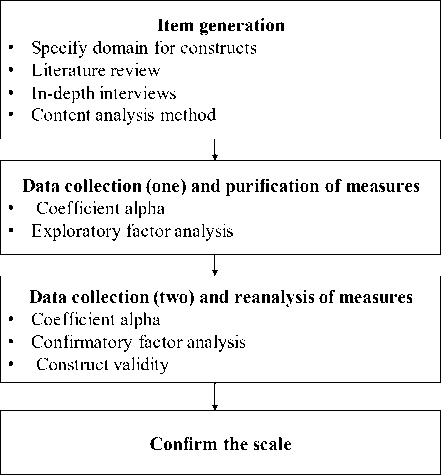 Item generation
• Specify domain for constructs
• Literature review
• In-depth interviews
• Content analysis method
Data collection (one) and purification of measures
• Coefficient alpha
• Exploratory factor analysis
Data collection (two) and reanalysis of measures
• Coefficient alpha
• Confirmatory factor analysis
• Construct validity
Confirm the scale